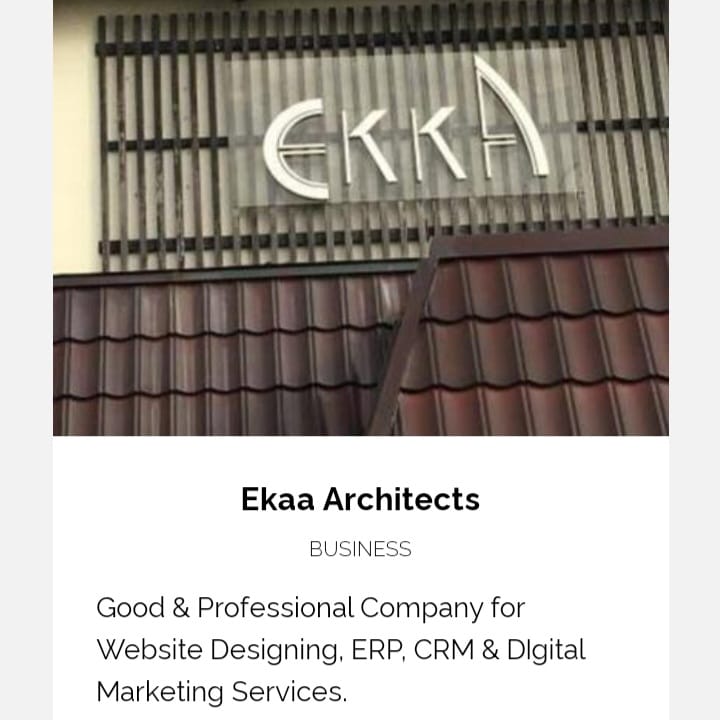 EKKA
Ekaa Architects
BUSINESS
Good & Professional Company for
Website Designing, ERP, CRM & DIgital
Marketing Services.